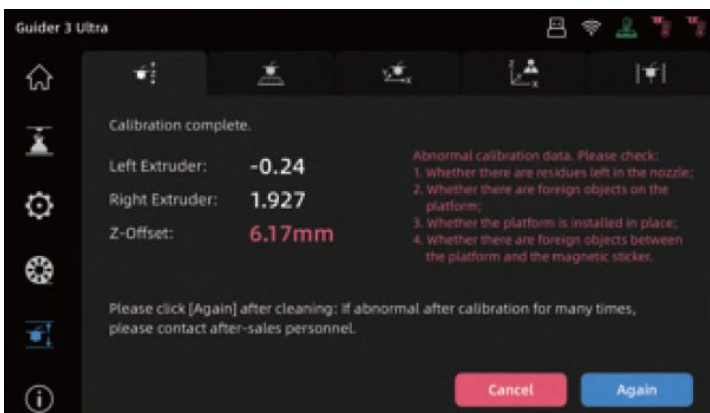 Guider 3 Ultra
Calibration complete.
Left Extruder: -0.24
Right Extruder: 1.927
Z-Offset: 6.17mm
Abnormal calibration data. Please check:
1. Whether there are residues left in the nozzle;
2. Whether there are foreign objects on the
platform;
3. Whether the platform is installed in place;
4. Whether there are foreign objects between
the platform and the magnetic sticker.
Please click [Again] after cleaning: If abnormal after calibration for many times,
please contact after-sales personnel.
Cancel
Again